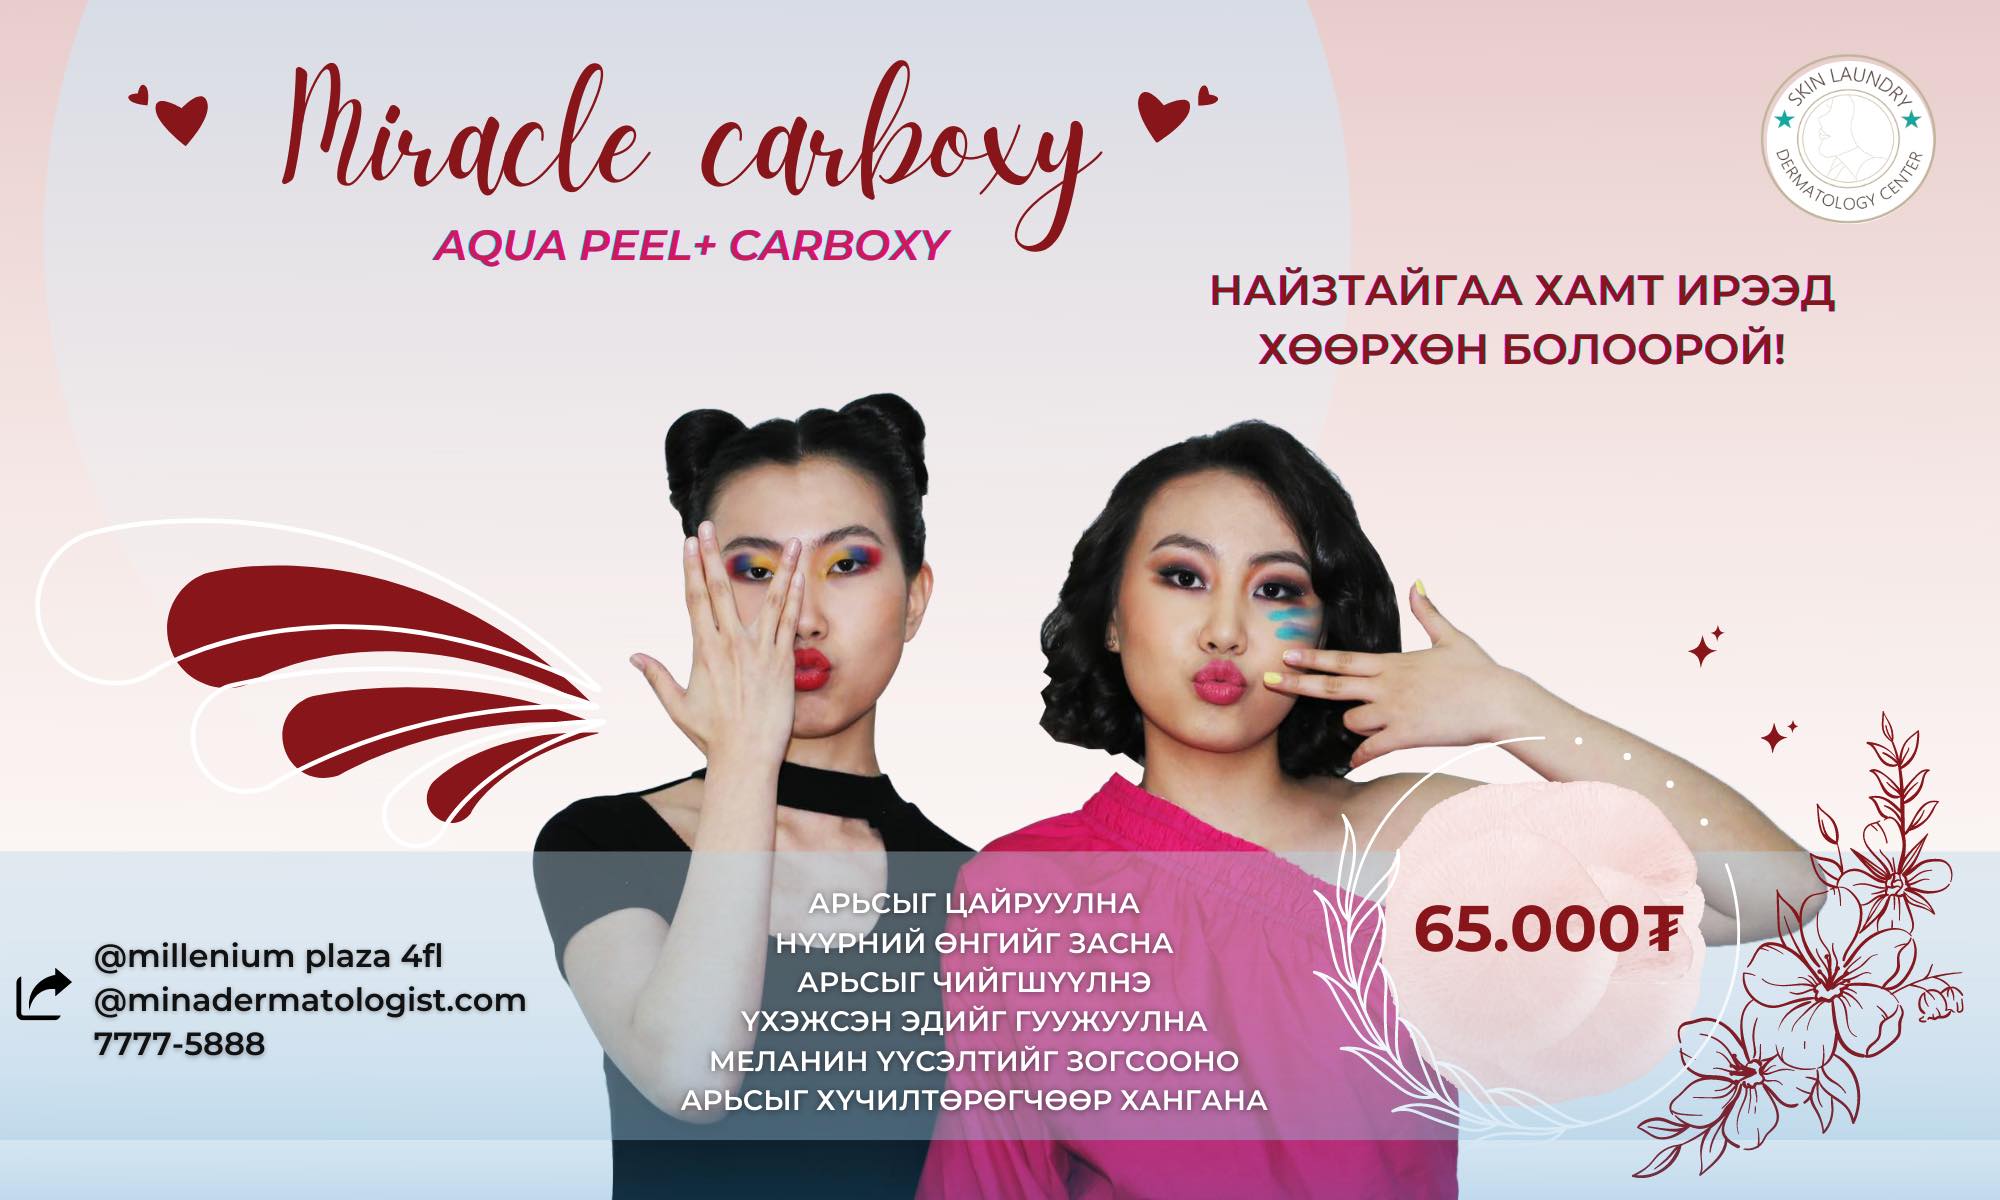 Miracle carboxy
AQUA PEEL+ CARBOXY
SKIN LAUNDRY
DERMATOLOGY CENTER
НАЙЗТАЙГАА ХАМТ ИРЭЭД
ХӨӨРХӨН БОЛООРОЙ!
АРЬСЫГ ЦАЙРУУЛНА
НҮҮРНИЙ ӨНГИЙГ ЗАСНА
АРЬСЫГ ЧИЙГШҮҮЛНЭ
ҮХЭЖСЭН ЭДИЙГ ГУУЖУУЛНА
МЕЛАНИН ҮҮСЭЛТИЙГ ЗОГСООНО
АРЬСЫГ ХҮЧИЛТӨРӨГЧӨӨР ХАНГАНА
65.000₮
@millenium plaza 4fl
@minadermatologist.com
7777-5888